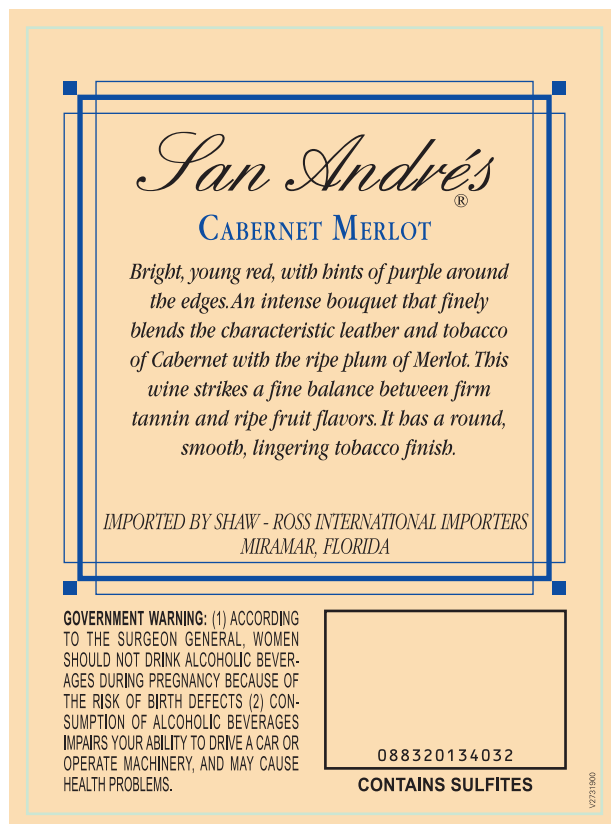 San Andrés
®
CABERNET MERLOT
Bright, young red, with hints of purple around
the edges. An intense bouquet that finely
blends the characteristic leather and tobacco
of Cabernet with the ripe plum of Merlot. This
wine strikes a fine balance between firm
tannin and ripe fruit flavors. It has a round,
smooth, lingering tobacco finish.
IMPORTED BY SHAW - ROSS INTERNATIONAL IMPORTERS
MIRAMAR, FLORIDA
GOVERNMENT WARNING: (1) ACCORDING
TO THE SURGEON GENERAL, WOMEN
SHOULD NOT DRINK ALCOHOLIC BEVER-
AGES DURING PREGNANCY BECAUSE OF
THE RISK OF BIRTH DEFECTS (2) CON-
SUMPTION OF ALCOHOLIC BEVERAGES
IMPAIRS YOUR ABILITY TO DRIVE A CAR OR
OPERATE MACHINERY, AND MAY CAUSE
HEALTH PROBLEMS.
088320134032
CONTAINS SULFITES
V2731900